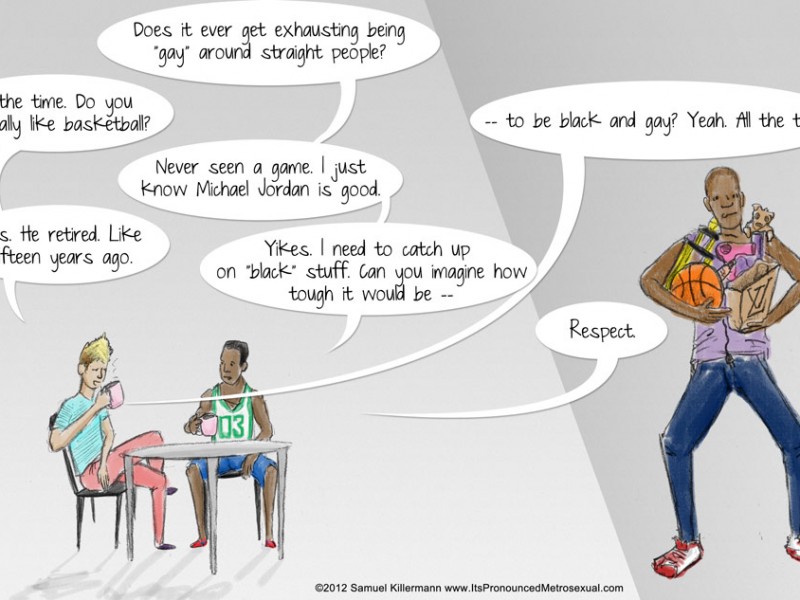 Does it ever get exhausting being
"gay" around straight people?
the time. Do you
ally like basketball?
Never seen a game. I just
know Michael Jordan is good.
s. He retired. Like
fteen years ago.
Yikes. I need to catch up
on "black" stuff. Can you imagine how
tough it would be --
-- to be black and gay? Yeah. All the t
Respect.
03
LV
©2012 Samuel Killermann www.ItsPronouncedMetrosexual.com